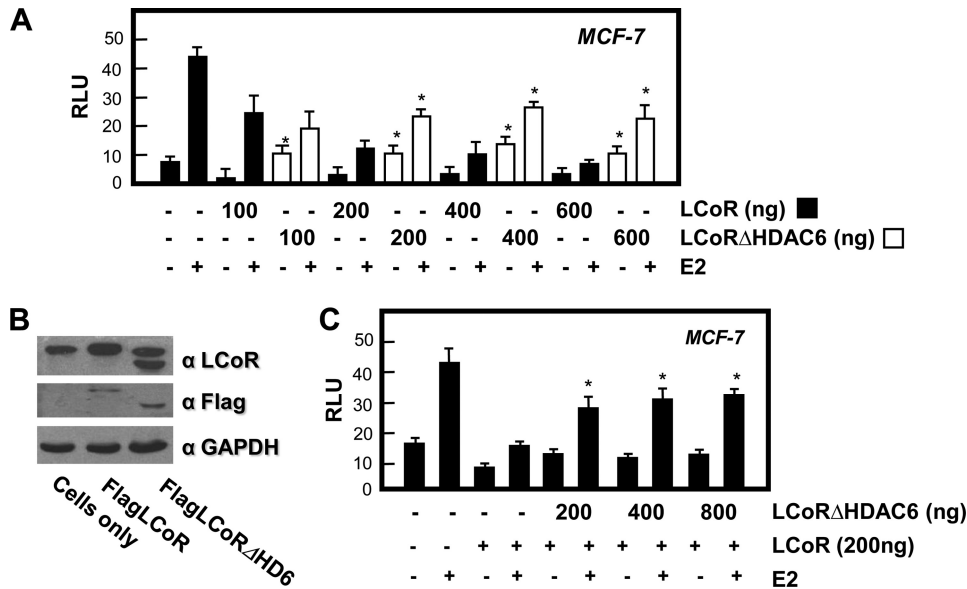 A
MCF-7
RLU
50
40
30
20
10
0
* * * * * * *
- - 100 200 400 600 LCoR (ng)
- - - - 100 - - 200 - - 400 - - 600 LCoRΔHDAC6 (ng)
- + - + - + - + - + - + - + - + - + E2
B
α LCoR
α Flag
α GAPDH
Cells only
FlagLCoR
FlagLCoRΔHD6
C
MCF-7
RLU
50
40
30
20
10
0
* * *
- - - - 200 400 800 LCoRΔHDAC6 (ng)
- - + + + + + + + + LCoR (200ng)
- + - + - + - + - + E2